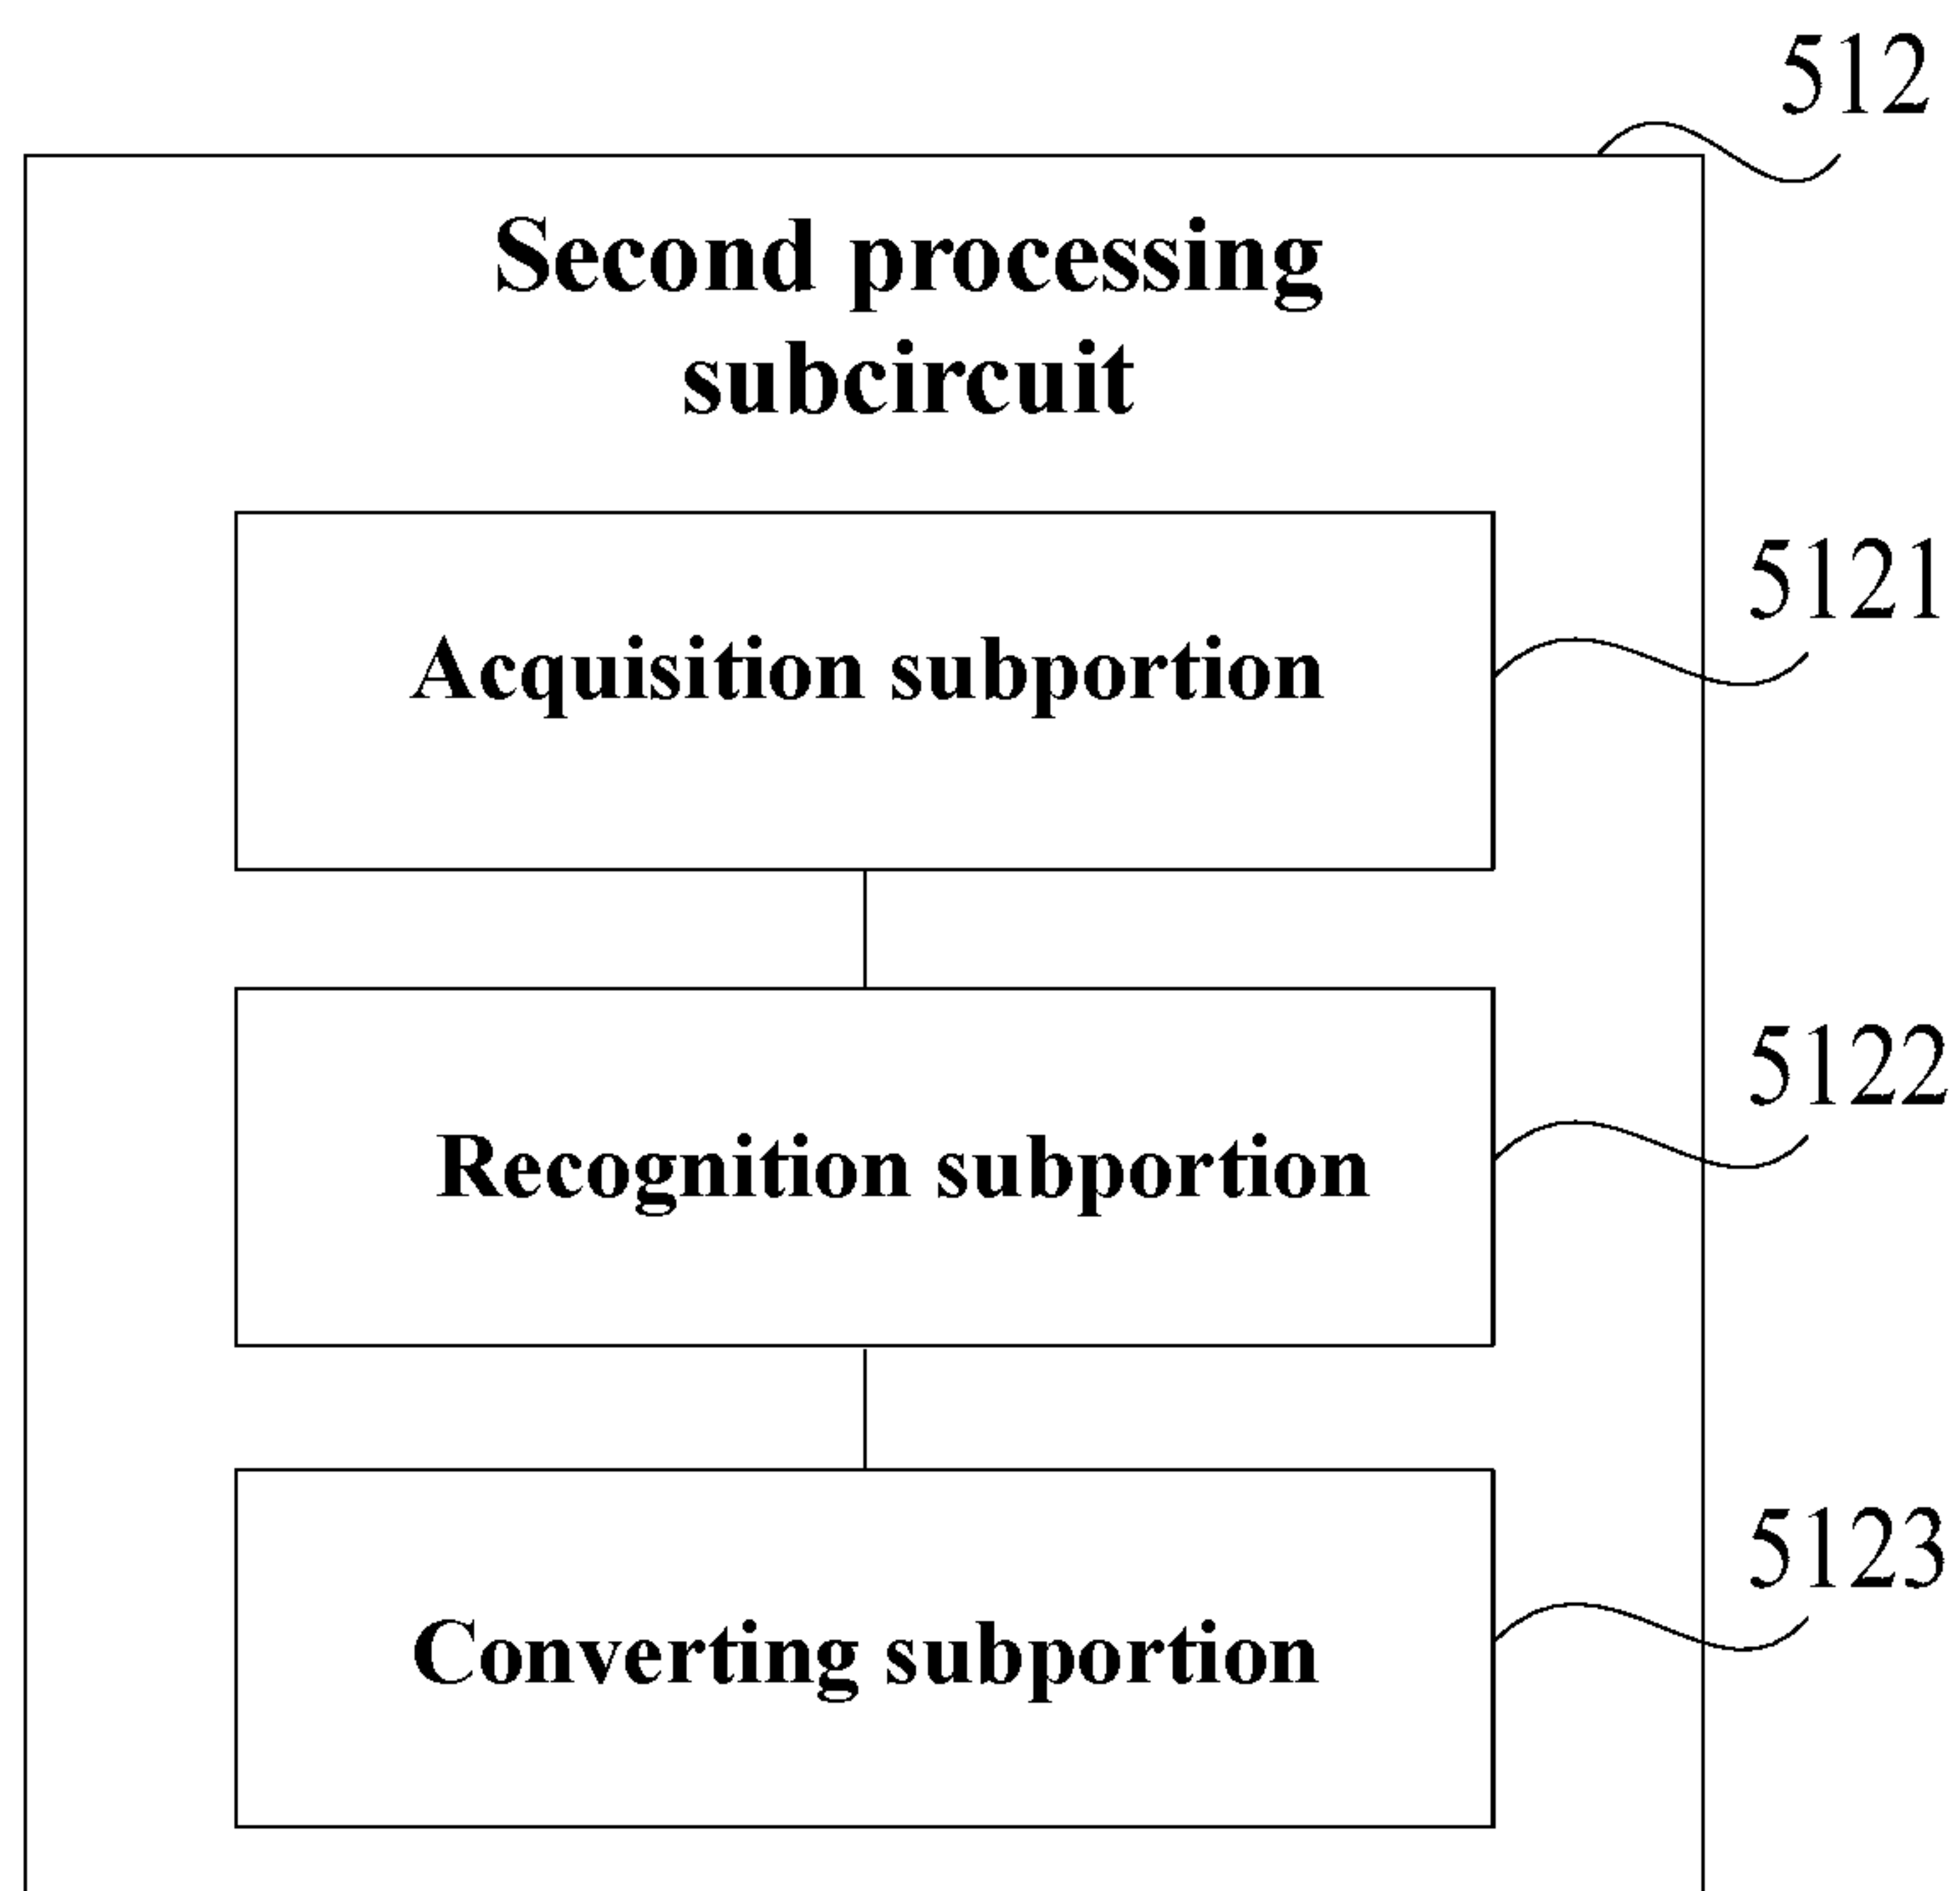 512
Second processing
subcircuit
5121
Acquisition subportion
5122
Recognition subportion
5123
Converting subportion